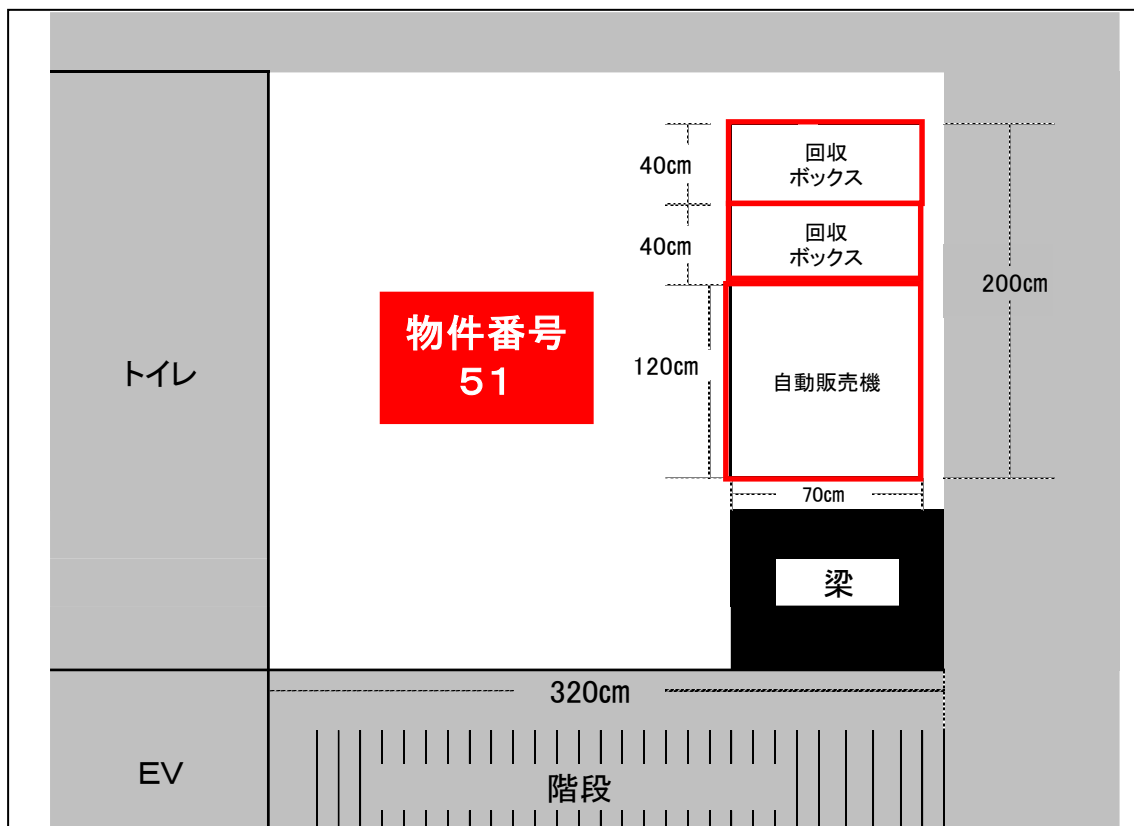 回収
ボックス
40cm
回収
ボックス
40cm
200cm
物件番号
５１
トイレ
120cm
自動販売機
70cm
梁
320cm
EV
階段